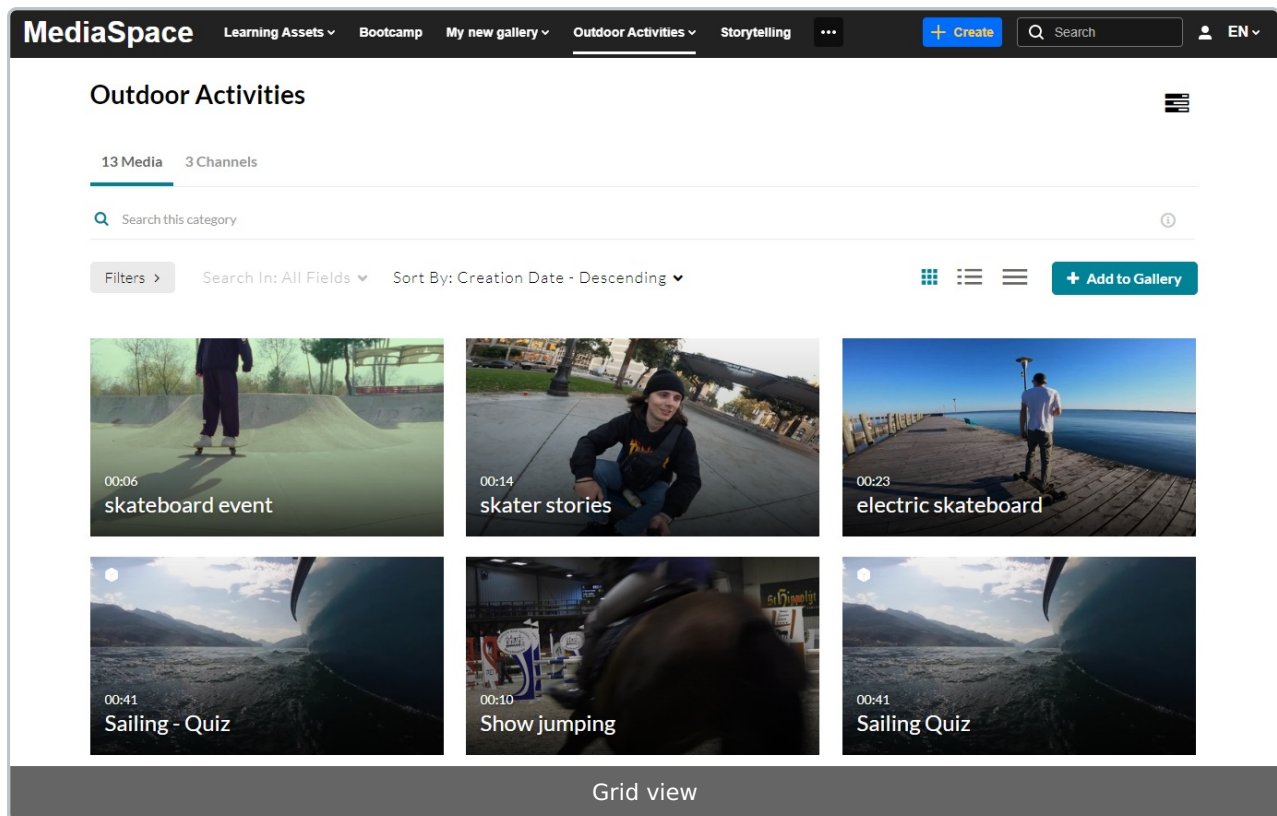 MediaSpace Learning Assets Bootcamp My new gallery Outdoor Activities Storytelling ••• + Create Search EN
Outdoor Activities
13 Media 3 Channels
Search this category
Filters > Search In: All Fields Sort By: Creation Date - Descending + Add to Gallery
00:06
skateboard event
00:14
skater stories
00:23
electric skateboard
00:41
Sailing - Quiz
00:10
Show jumping
00:41
Sailing Quiz
Grid view